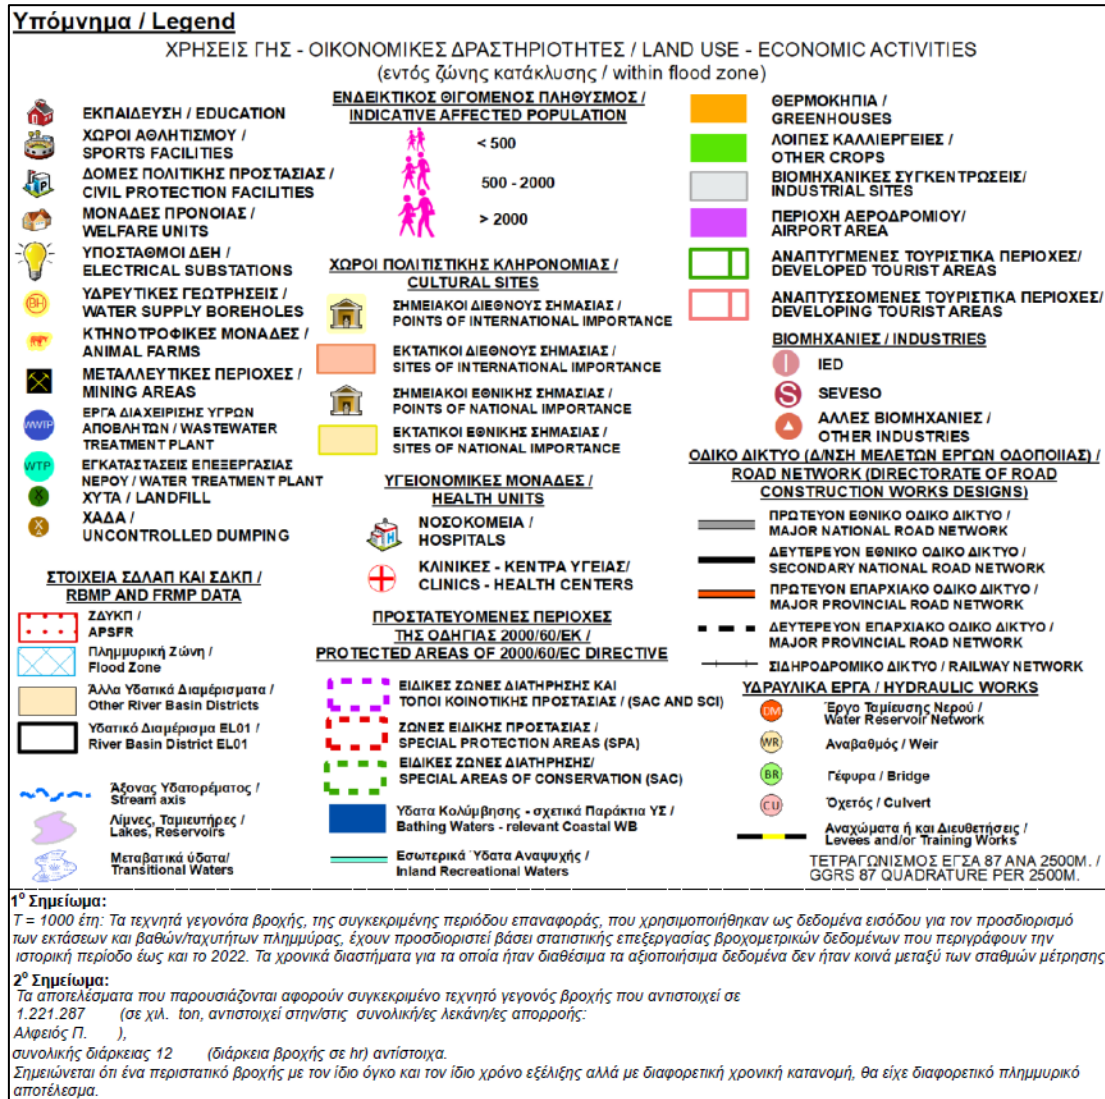 Υπόμνημα / Legend
ΧΡΗΣΕΙΣ ΓΗΣ - ΟΙΚΟΝΟΜΙΚΕΣ ΔΡΑΣΤΗΡΙΟΤΗΤΕΣ / LAND USE - ECONOMIC ACTIVITIES
(εντός ζώνης κατάκλυσης / within flood zone)
ΕΚΠΑΙΔΕΥΣΗ / EDUCATION
ΧΩΡΟΙ ΑΘΛΗΤΙΣΜΟΥ /
SPORTS FACILITIES
ΔΟΜΕΣ ΠΟΛΙΤΙΚΗΣ ΠΡΟΣΤΑΣΙΑΣ /
CIVIL PROTECTION FACILITIES
ΜΟΝΑΔΕΣ ΠΡΟΝΟΙΑΣ /
WELFARE UNITS
ΥΠΟΣΤΑΘΜΟΙ ΔΕΗ /
ELECTRICAL SUBSTATIONS
BH
ΥΔΡΕΥΤΙΚΕΣ ΓΕΩΤΡΗΣΕΙΣ /
WATER SUPPLY BOREHOLES
ΚΤΗΝΟΤΡΟΦΙΚΕΣ ΜΟΝΑΔΕΣ /
ANIMAL FARMS
ΜΕΤΑΛΛΕΥΤΙΚΕΣ ΠΕΡΙΟΧΕΣ /
MINING AREAS
WWTP
ΕΡΓΑ ΔΙΑΧΕΙΡΙΣΗΣ ΥΓΡΩΝ
ΑΠΟΒΛΗΤΩΝ / WASTEWATER
TREATMENT PLANT
WTP
ΕΓΚΑΤΑΣΤΑΣΕΙΣ ΕΠΕΞΕΡΓΑΣΙΑΣ
ΝΕΡΟΥ / WATER TREATMENT PLANT
X
ΧΥΤΑ / LANDFILL
X
ΧΑΔΑ /
UNCONTROLLED DUMPING
ΣΤΟΙΧΕΙΑ ΣΔΛΑΠ ΚΑΙ ΣΔΚΠ /
RBMP AND FRMP DATA
ΖΔΥΚΠ /
APSFR
Πλημμυρική Ζώνη /
Flood Zone
Άλλα Υδατικά Διαμέρισματα /
Other River Basin Districts
Υδατικό Διαμέρισμα EL01 /
River Basin District EL01
Άξονας Υδατορέματος /
Stream axis
Λίμνες, Ταμιευτήρες /
Lakes, Reservoirs
Μεταβατικά ύδατα/
Transitional Waters
ΕΝΔΕΙΚΤΙΚΟΣ ΘΙΓΟΜΕΝΟΣ ΠΛΗΘΥΣΜΟΣ /
INDICATIVE AFFECTED POPULATION
< 500
500 - 2000
> 2000
ΧΩΡΟΙ ΠΟΛΙΤΙΣΤΙΚΗΣ ΚΛΗΡΟΝΟΜΙΑΣ /
CULTURAL SITES
ΣΗΜΕΙΑΚΟΙ ΔΙΕΘΝΟΥΣ ΣΗΜΑΣΙΑΣ /
POINTS OF INTERNATIONAL IMPORTANCE
ΕΚΤΑΤΙΚΟΙ ΔΙΕΘΝΟΥΣ ΣΗΜΑΣΙΑΣ /
SITES OF INTERNATIONAL IMPORTANCE
ΣΗΜΕΙΑΚΟΙ ΕΘΝΙΚΗΣ ΣΗΜΑΣΙΑΣ /
POINTS OF NATIONAL IMPORTANCE
ΕΚΤΑΤΙΚΟΙ ΕΘΝΙΚΗΣ ΣΗΜΑΣΙΑΣ /
SITES OF NATIONAL IMPORTANCE
ΥΓΕΙΟΝΟΜΙΚΕΣ ΜΟΝΑΔΕΣ /
HEALTH UNITS
ΝΟΣΟΚΟΜΕΙΑ /
HOSPITALS
ΚΛΙΝΙΚΕΣ - ΚΕΝΤΡΑ ΥΓΕΙΑΣ/
CLINICS - HEALTH CENTERS
ΠΡΟΣΤΑΤΕΥΟΜΕΝΕΣ ΠΕΡΙΟΧΕΣ
ΤΗΣ ΟΔΗΓΙΑΣ 2000/60/ΕΚ /
PROTECTED AREAS OF 2000/60/EC DIRECTIVE
ΕΙΔΙΚΕΣ ΖΩΝΕΣ ΔΙΑΤΗΡΗΣΗΣ ΚΑΙ
ΤΟΠΟΙ ΚΟΙΝΟΤΙΚΗΣ ΠΡΟΣΤΑΣΙΑΣ / (SAC AND SCI)
ΖΩΝΕΣ ΕΙΔΙΚΗΣ ΠΡΟΣΤΑΣΙΑΣ /
SPECIAL PROTECTION AREAS (SPA)
ΕΙΔΙΚΕΣ ΖΩΝΕΣ ΔΙΑΤΗΡΗΣΗΣ/
SPECIAL AREAS OF CONSERVATION (SAC)
Υδατα Κολύμβησης - σχετικά Παράκτια ΥΣ /
Bathing Waters - relevant Coastal WB
Εσωτερικά Ύδατα Αναψυχής /
Inland Recreational Waters
ΘΕΡΜΟΚΗΠΙΑ /
GREENHOUSES
ΛΟΙΠΕΣ ΚΑΛΛΙΕΡΓΕΙΕΣ /
OTHER CROPS
ΒΙΟΜΗΧΑΝΙΚΕΣ ΣΥΓΚΕΝΤΡΩΣΕΙΣ/
INDUSTRIAL SITES
ΠΕΡΙΟΧΗ ΑΕΡΟΔΡΟΜΙΟΥ/
AIRPORT AREA
ΑΝΑΠΤΥΓΜΕΝΕΣ ΤΟΥΡΙΣΤΙΚΑ ΠΕΡΙΟΧΕΣ/
DEVELOPED TOURIST AREAS
ΑΝΑΠΤΥΣΣΟΜΕΝΕΣ ΤΟΥΡΙΣΤΙΚΑ ΠΕΡΙΟΧΕΣ/
DEVELOPING TOURIST AREAS
ΒΙΟΜΗΧΑΝΙΕΣ / INDUSTRIES
I
IED
S
SEVESO
ΑΛΛΕΣ ΒΙΟΜΗΧΑΝΙΕΣ /
OTHER INDUSTRIES
ΟΔΙΚΟ ΔΙΚΤΥΟ (Δ/ΝΣΗ ΜΕΛΕΤΩΝ ΕΡΓΩΝ ΟΔΟΠΟΙΙΑΣ) /
ROAD NETWORK (DIRECTORATE OF ROAD
CONSTRUCTION WORKS DESIGNS)
ΠΡΩΤΕΥΟΝ ΕΘΝΙΚΟ ΟΔΙΚΟ ΔΙΚΤΥΟ /
MAJOR NATIONAL ROAD NETWORK
ΔΕΥΤΕΡΕΥΟΝ ΕΘΝΙΚΟ ΟΔΙΚΟ ΔΙΚΤΥΟ /
SECONDARY NATIONAL ROAD NETWORK
ΠΡΩΤΕΥΟΝ ΕΠΑΡΧΙΑΚΟ ΟΔΙΚΟ ΔΙΚΤΥΟ /
MAJOR PROVINCIAL ROAD NETWORK
ΔΕΥΤΕΡΕΥΟΝ ΕΠΑΡΧΙΑΚΟ ΟΔΙΚΟ ΔΙΚΤΥΟ /
MAJOR PROVINCIAL ROAD NETWORK
ΣΙΔΗΡΟΔΡΟΜΙΚΟ ΔΙΚΤΥΟ / RAILWAY NETWORK
ΥΔΡΑΥΛΙΚΑ ΕΡΓΑ / HYDRAULIC WORKS
DM
Έργο Ταμίευσης Νερού /
Water Reservoir Network
WR
Αναβαθμός / Weir
BR
Γέφυρα / Bridge
CU
Όχετός / Culvert
Αναχώματα ή και Διευθετήσεις /
Levees and/or Training Works
ΤΕΤΡΑΓΩΝΙΣΜΟΣ ΕΓΣΑ 87 ΑΝΑ 2500Μ. /
GGRS 87 QUADRATURE PER 2500M.
1º Σημείωμα:
Τ = 1000 έτη: Τα τεχνητά γεγονότα βροχής, της συγκεκριμένης περιόδου επαναφοράς, που χρησιμοποιήθηκαν ως δεδομένα εισόδου για τον προσδιορισμό
των εκτάσεων και βαθών/ταχυτήτων πλημμύρας, έχουν προσδιοριστεί βάσει στατιστικής επεξεργασίας βροχομετρικών δεδομένων που περιγράφουν την
ιστορική περίοδο έως και το 2022. Τα χρονικά διαστήματα για τα οποία ήταν διαθέσιμα τα αξιοποιήσιμα δεδομένα δεν ήταν κοινά μεταξύ των σταθμών μέτρησης
2º Σημείωμα:
Τα αποτελέσματα που παρουσιάζονται αφορούν συγκεκριμένο τεχνητό γεγονός βροχής που αντιστοιχεί σε
1.221.287 (σε χιλ. ton, αντιστοιχεί στην/στις συνολική/ες λεκάνη/ες απορροής:
Αλφειός Π. ),
συνολικής διάρκειας 12 (διάρκεια βροχής σε hr) αντίστοιχα.
Σημειώνεται ότι ένα περιστατικό βροχής με τον ίδιο όγκο και τον ίδιο χρόνο εξέλιξης αλλά με διαφορετική χρονική κατανομή, θα είχε διαφορετικό πλημμυρικό
αποτέλεσμα.